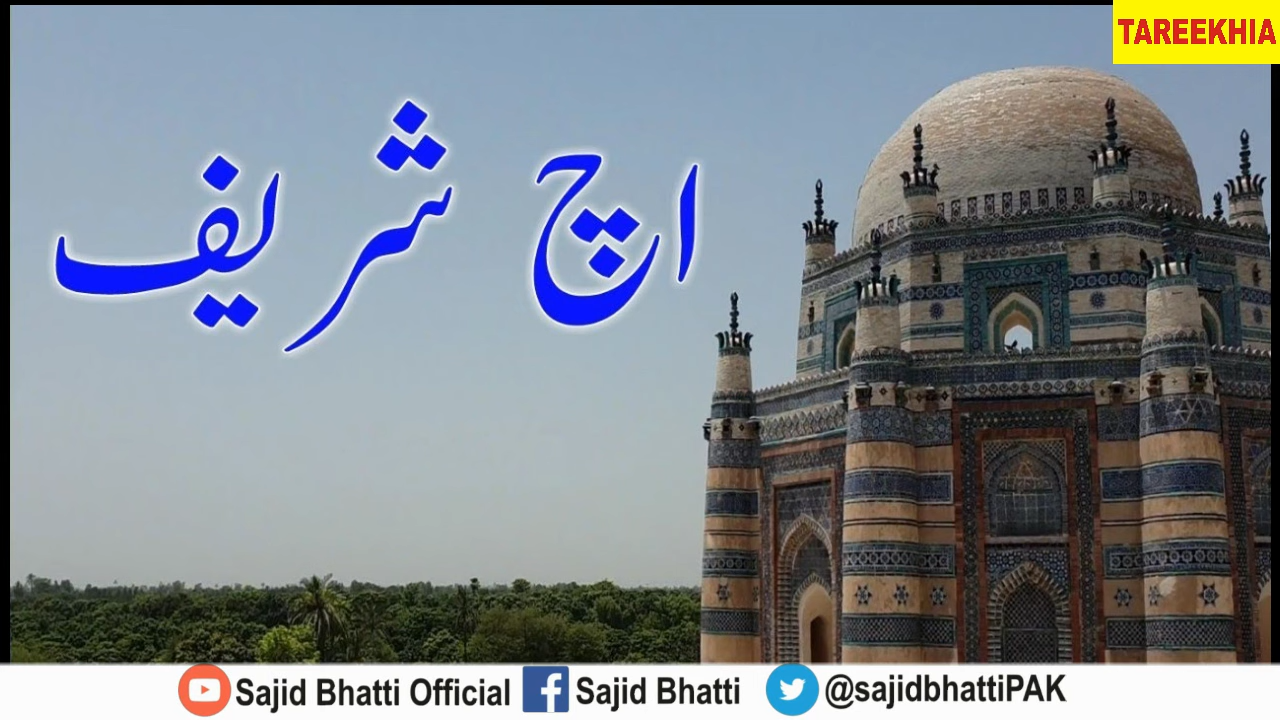 TAREEKHIA
اچ شریف
Sajid Bhatti Official Sajid Bhatti @sajidbhattiPAK